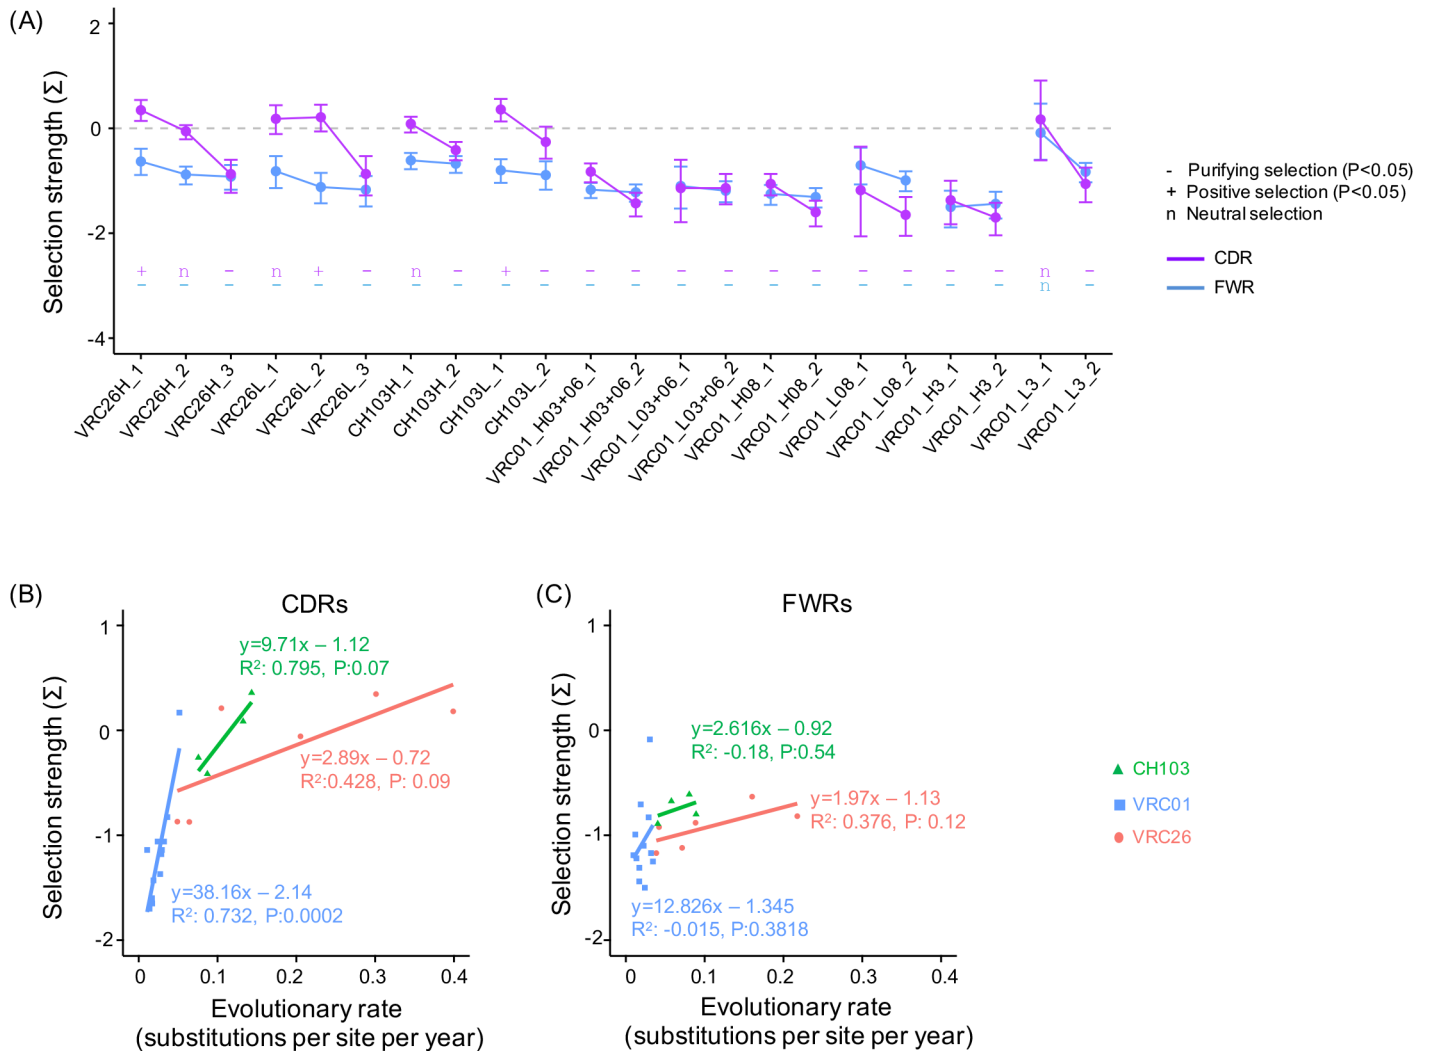 (A)
2
0
-2
-4
Selection strength (Σ)
+ n − n + − n − + − − − − − − − − − − − n −
− − − − − − − − − − − − − − − − − − − − n −
VRC26H_1
VRC26H_2
VRC26H_3
VRC26L_1
VRC26L_2
VRC26L_3
CH103H_1
CH103H_2
CH103L_1
CH103L_2
VRC01_H03+06_1
VRC01_H03+06_2
VRC01_L03+06_1
VRC01_L03+06_2
VRC01_H08_1
VRC01_H08_2
VRC01_L08_1
VRC01_L08_2
VRC01_H3_1
VRC01_H3_2
VRC01_L3_1
VRC01_L3_2
- Purifying selection (P<0.05)
+ Positive selection (P<0.05)
n Neutral selection
CDR
FWR
(B)
CDRs
1
0
-1
-2
Selection strength (Σ)
y=9.71x – 1.12
R²: 0.795, P:0.07
y=2.89x – 0.72
R²:0.428, P: 0.09
y=38.16x – 2.14
R²: 0.732, P:0.0002
0 0.1 0.2 0.3 0.4
Evolutionary rate
(substitutions per site per year)
(C)
FWRs
1
0
-1
-2
Selection strength (Σ)
y=2.616x – 0.92
R²: -0.18, P:0.54
y=1.97x – 1.13
R²: 0.376, P: 0.12
y=12.826x – 1.345
R²: -0.015, P:0.3818
0 0.1 0.2 0.3 0.4
Evolutionary rate
(substitutions per site per year)
CH103
VRC01
VRC26